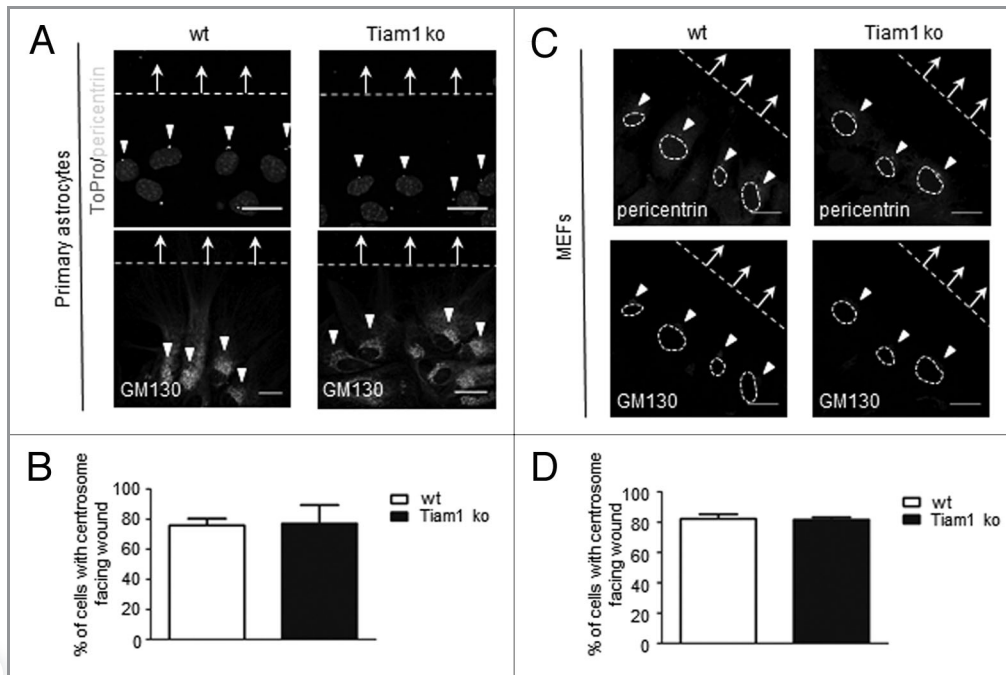 A
wt
Tiam1 ko
Primary astrocytes
ToPro/pericentrin
GM130
GM130
B
% of cells with centrosome
facing wound
100
80
60
40
20
0
wt
Tiam1 ko
C
wt
Tiam1 ko
MEFs
pericentrin
pericentrin
GM130
GM130
D
% of cells with centrosome
facing wound
100
80
60
40
20
0
wt
Tiam1 ko